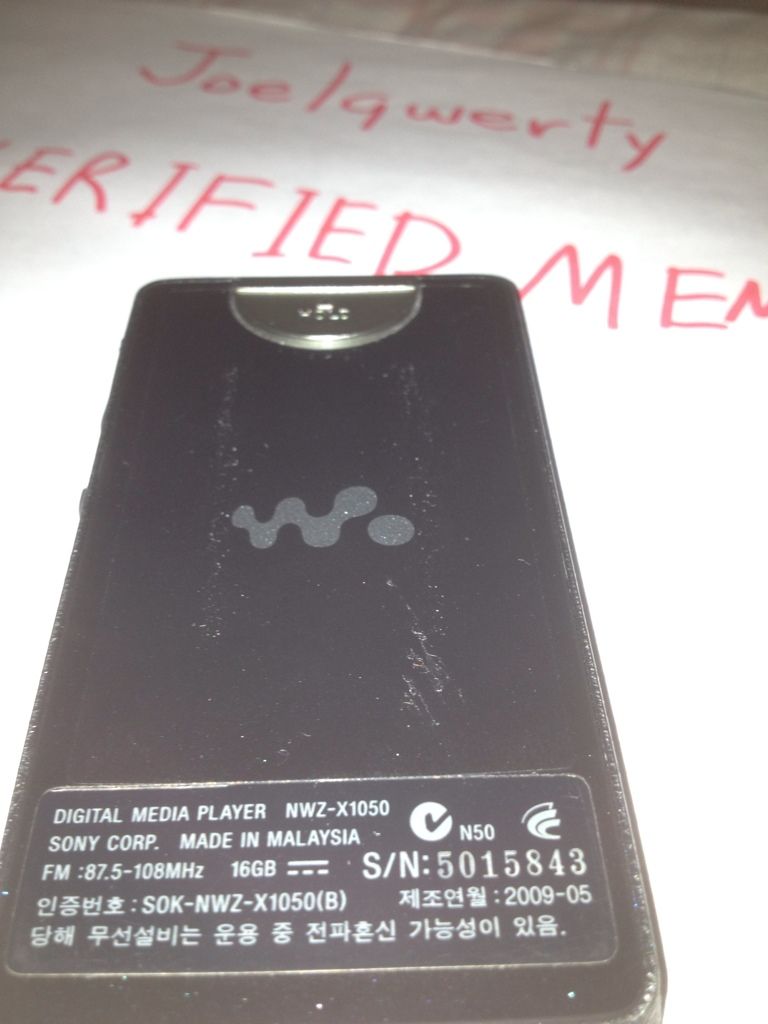 Joelqwerty
ERIFIED MEM
DIGITAL MEDIA PLAYER NWZ-X1050
SONY CORP. MADE IN MALAYSIA
N50
FM :87.5-108MHz 16GB S/N:5015843
인증번호 : SOK-NWZ-X1050(B) 제조연월 : 2009-05
당해 무선설비는 운용 중 전파혼신 가능성이 있음.